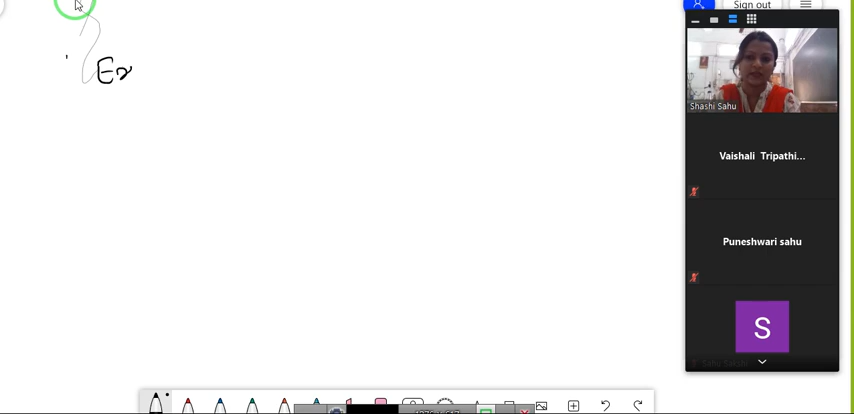 Sign out
Ex
Shashi Sahu
Vaishali Tripathi...
Puneshwari sahu
S